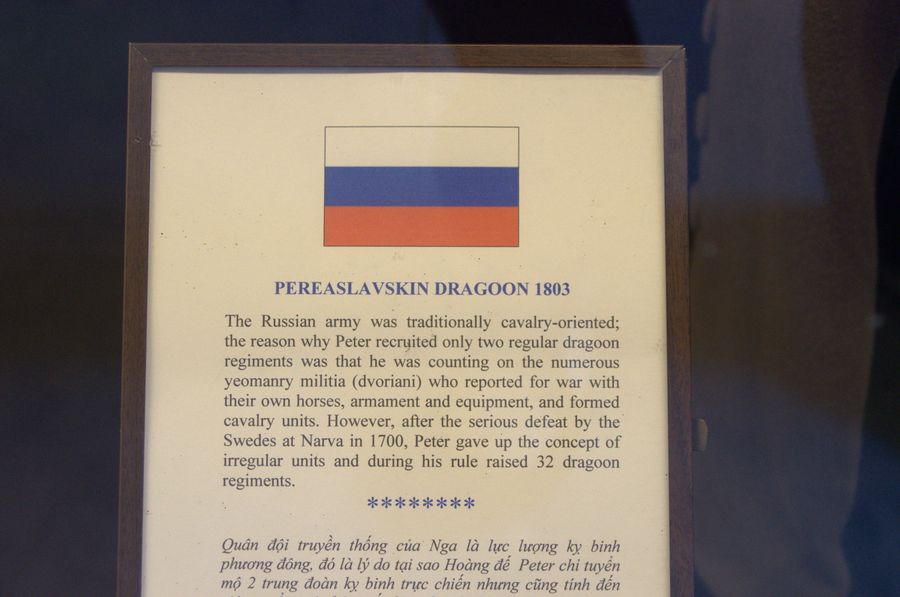 PEREASLAVSKIN DRAGOON 1803
The Russian army was traditionally cavalry-oriented;
the reason why Peter recruited only two regular dragoon
regiments was that he was counting on the numerous
yeomanry militia (dvoriani) who reported for war with
their own horses, armament and equipment, and formed
cavalry units. However, after the serious defeat by the
Swedes at Narva in 1700, Peter gave up the concept of
irregular units and during his rule raised 32 dragoon
regiments.
********
Quân đội truyền thống của Nga là lực lượng kỵ binh
phương đông, đó là lý do tại sao Hoàng đế Peter chỉ tuyển
mộ 2 trung đoàn kỵ binh trực chiến nhưng cũng tính đến